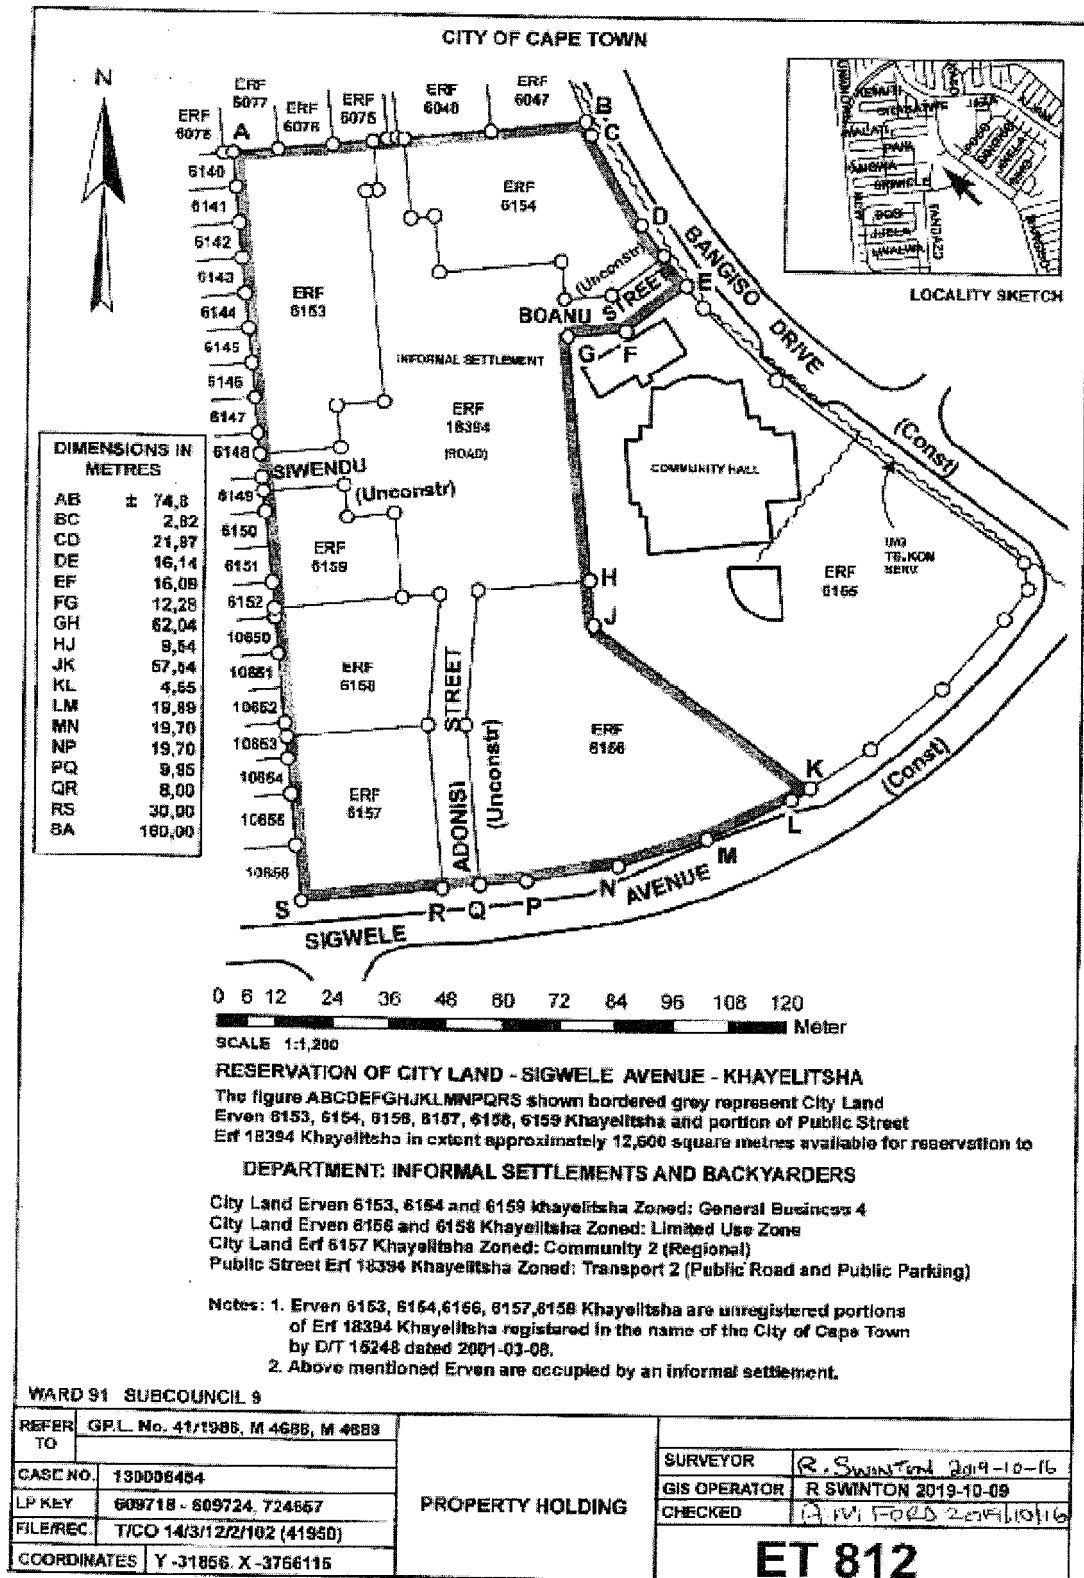 CITY OF CAPE TOWN
N
ERF 6047
ERF 6048
ERF 6075
ERF 6076
ERF 6077
ERF 6078
A
B
C
D
E
F
G
H
J
K
L
M
N
P
Q
R
S
6140
6141
6142
6143
6144
6145
6146
6147
6148
6149
6150
6151
6152
10650
10651
10652
10653
10654
10655
10656
ERF 6153
ERF 6154
BOANU STREET
(Unconstr)
BANGISO DRIVE
(Const)
INFORMAL SETTLEMENT
ERF 18394
(ROAD)
SIWENDU
(Unconstr)
COMMUNITY HALL
ERF 6159
ERF 6155
ERF 6158
ERF 6156
ERF 6157
ADONISI STREET
(Unconstr)
(Const)
SIGWELE AVENUE
LOCALITY SKETCH
DIMENSIONS IN
METRES
AB ± 74,8
BC 2,82
CD 21,87
DE 16,14
EF 16,09
FG 12,28
GH 62,04
HJ 9,54
JK 57,54
KL 4,55
LM 19,89
MN 19,70
NP 19,70
PQ 9,95
QR 8,00
RS 30,00
SA 160,00
0 6 12 24 36 48 60 72 84 96 108 120
Meter
SCALE 1:1,200
RESERVATION OF CITY LAND - SIGWELE AVENUE - KHAYELITSHA
The figure ABCDEFGHJKLMNPQRS shown bordered grey represent City Land
Erven 6153, 6154, 6156, 6157, 6158, 6159 Khayelitsha and portion of Public Street
Erf 18394 Khayelitsha in extent approximately 12,600 square metres available for reservation to
DEPARTMENT: INFORMAL SETTLEMENTS AND BACKYARDERS
City Land Erven 6153, 6154 and 6159 khayelitsha Zoned: General Business 4
City Land Erven 6156 and 6158 Khayelitsha Zoned: Limited Use Zone
City Land Erf 6157 Khayelitsha Zoned: Community 2 (Regional)
Public Street Erf 18394 Khayelitsha Zoned: Transport 2 (Public Road and Public Parking)
Notes: 1. Erven 6153, 6154,6156, 6157,6158 Khayelitsha are unregistered portions
of Erf 18394 Khayelitsha registered in the name of the City of Cape Town
by D/T 15248 dated 2001-03-08.
2. Above mentioned Erven are occupied by an informal settlement.
WARD 91 SUBCOUNCIL 9
REFER TO G.P.L. No. 41/1986, M 4688, M 4689
CASE NO. 130006484
LP KEY 609718 - 609724, 724557
FILE/REC. T/CO 14/3/12/2/102 (41950)
COORDINATES Y -31856. X -3766115
PROPERTY HOLDING
SURVEYOR R. SWINTON 2019-10-16
GIS OPERATOR R SWINTON 2019-10-09
CHECKED A M FORD 2019/10/16
ET 812